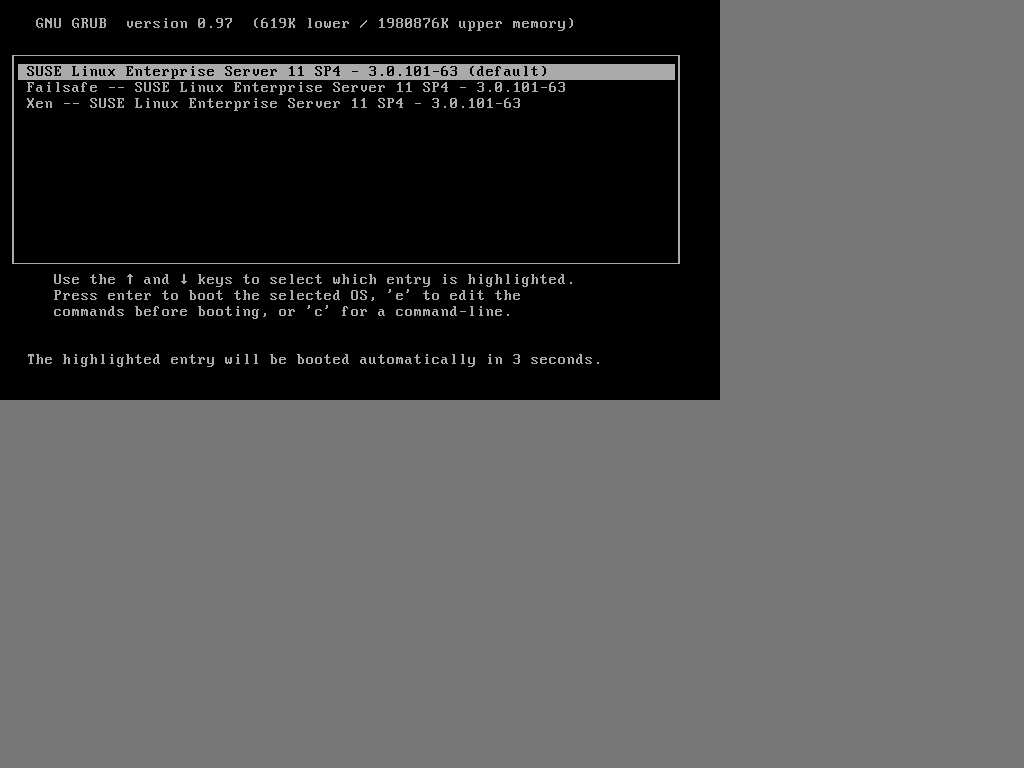 GNU GRUB  version 0.97  (619K lower / 1980876K upper memory)
SUSE Linux Enterprise Server 11 SP4 - 3.0.101-63 (default)
Failsafe -- SUSE Linux Enterprise Server 11 SP4 - 3.0.101-63
Xen -- SUSE Linux Enterprise Server 11 SP4 - 3.0.101-63
Use the ↑ and ↓ keys to select which entry is highlighted.
Press enter to boot the selected OS, 'e' to edit the
commands before booting, or 'c' for a command-line.
The highlighted entry will be booted automatically in 3 seconds.